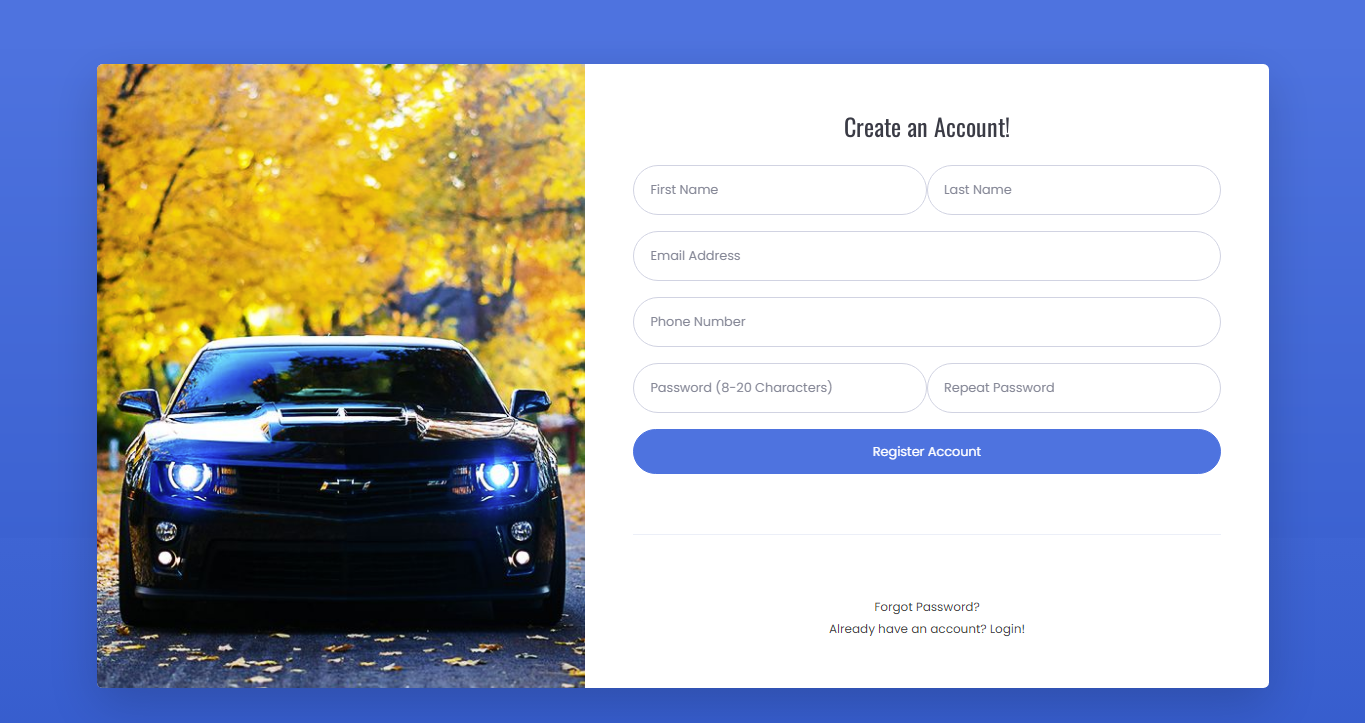 Create an Account!
First Name Last Name
Email Address
Phone Number
Password (8-20 Characters) Repeat Password
Register Account
Forgot Password?
Already have an account? Login!